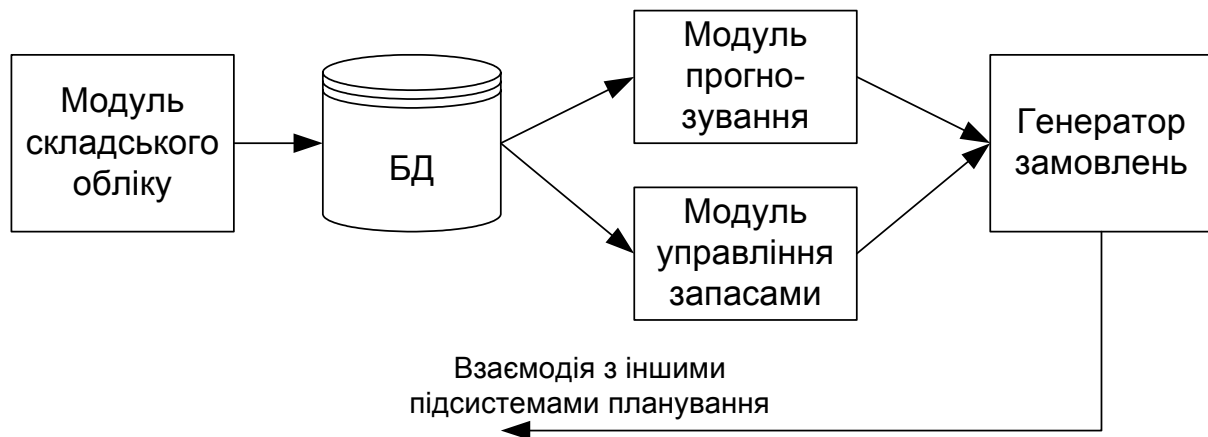 Модуль
складського
обліку
БД
Модуль
прогно-
зування
Модуль
управління
запасами
Генератор
замовлень
Взаємодія з іншими
підсистемами планування